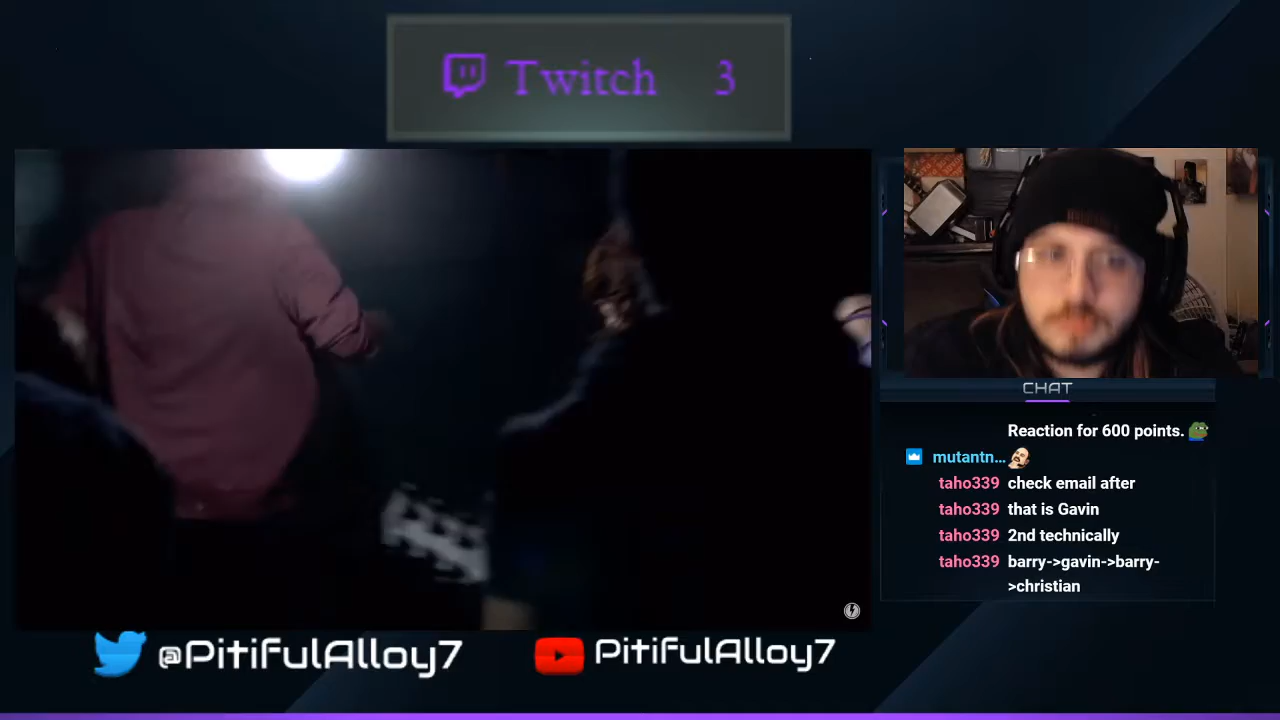 Twitch 3
CHAT
Reaction for 600 points.
mutantn...
taho339 check email after
taho339 that is Gavin
taho339 2nd technically
taho339 barry->gavin->barry-
>christian
@PitifulAlloy7 PitifulAlloy7